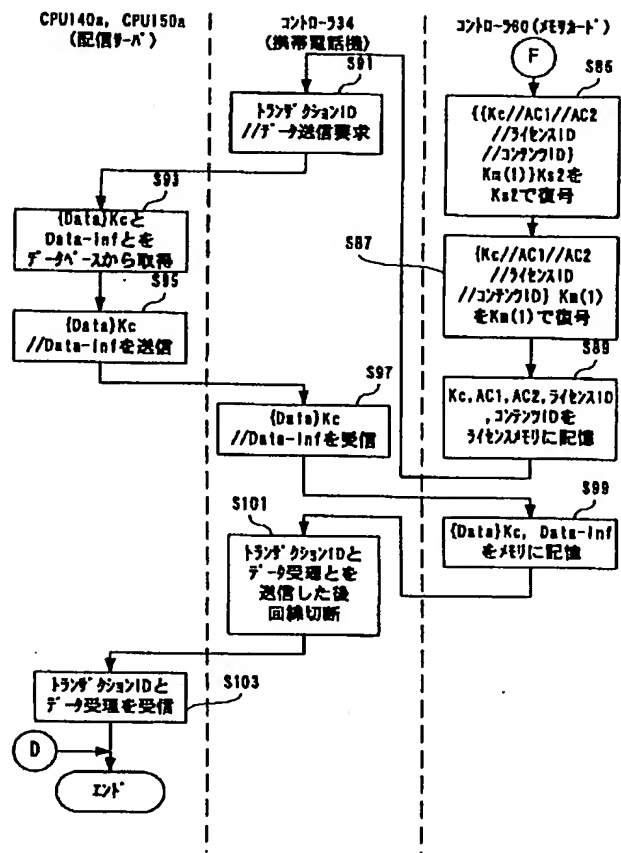 CPU140a, CPU150a
(配信サーバ)
コントローラ34
(携帯電話機)
コントローラ60(メモリカード)
F
S86
{{Kc//AC1//AC2
//ライセンスID
//コンテンツID}
Km(1)}Ks2を
Ks2で復号
S87
{Kc//AC1//AC2
//ライセンスID
//コンテンツID} Km(1)
をKm(1)で復号
S89
Kc,AC1,AC2,ライセンスID
,コンテンツIDを
ライセンスメモリに記憶
S91
トランザクションID
//データ送信要求
S93
{Data}Kcと
Data-Infとを
データベースから取得
S95
{Data}Kc
//Data-Infを送信
S97
{Data}Kc
//Data-Infを受信
S99
{Data}Kc, Data-Inf
をメモリに記憶
S101
トランザクションIDと
データ受理とを
送信した後
回線切断
S103
トランザクションIDと
データ受理を受信
D
エンド